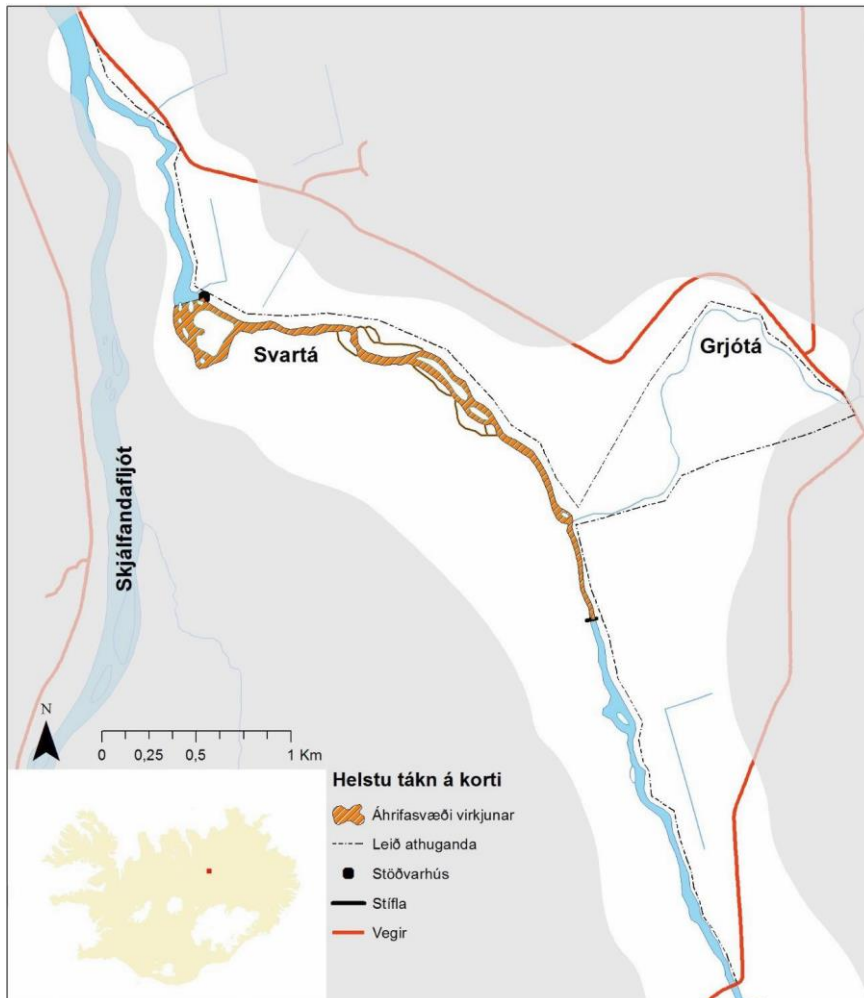 Grjótá
Svartá
Skjálfandafljót
N
0 0,25 0,5 1 Km
Helstu tákn á korti
Áhrifasvæði virkjunar
Leið athuganda
Stöðvarhús
Stífla
Vegir